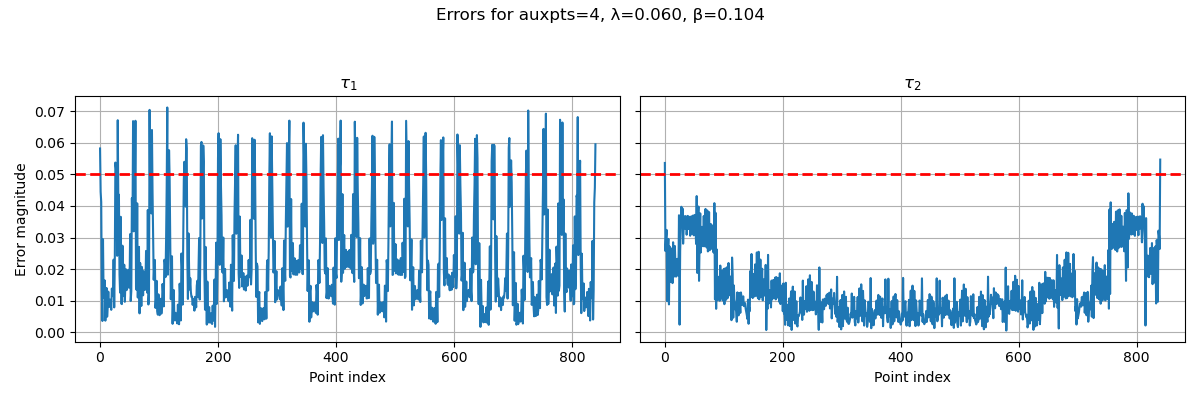 Errors for auxpts=4, λ=0.060, β=0.104
τ₁
τ₂
0.07
0.06
0.05
0.04
0.03
0.02
0.01
0.00
Error magnitude
0 200 400 600 800
0 200 400 600 800
Point index
Point index